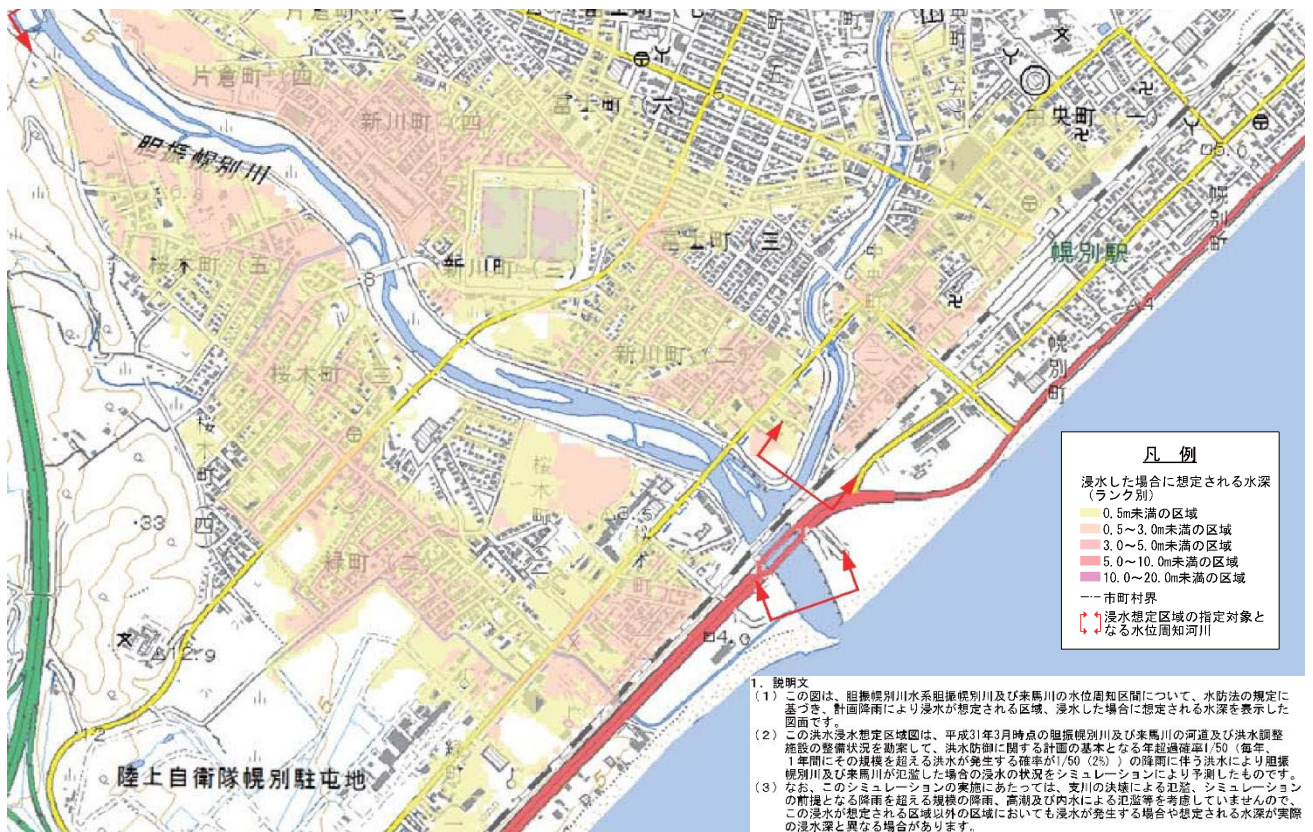 片倉町（四）
新川町（四）
富士町（六）
中央町（一）
胆振幌別川
桜木町（五）
新川町（三）
富士町（三）
幌別駅
幌別町
5.6
4.4
8
新川町（二）
桜木町（三）
桜木町（四）
・33
3.5
緑町
4.0
12.9
・12
陸上自衛隊幌別駐屯地
凡 例
浸水した場合に想定される水深
（ランク別）
0.5m未満の区域
0.5～3.0m未満の区域
3.0～5.0m未満の区域
5.0～10.0m未満の区域
10.0～20.0m未満の区域
市町村界
浸水想定区域の指定対象と
なる水位周知河川
1. 説明文
（1） この図は、胆振幌別川水系胆振幌別川及び来馬川の水位周知区間について、水防法の規定に
基づき、計画降雨により浸水が想定される区域、浸水した場合に想定される水深を表示した
図面です。
（2） この洪水浸水想定区域図は、平成31年3月時点の胆振幌別川及び来馬川の河道及び洪水調整
施設の整備状況を勘案して、洪水防御に関する計画の基本となる年超過確率1/50（毎年、
1年間にその規模を超える洪水が発生する確率が1/50（2%））の降雨に伴う洪水により胆振
幌別川及び来馬川が氾濫した場合の浸水の状況をシミュレーションにより予測したものです。
（3） なお、このシミュレーションの実施にあたっては、支川の決壊による氾濫、シミュレーション
の前提となる降雨を超える規模の降雨、高潮及び内水による氾濫等を考慮していませんので、
この浸水が想定される区域以外の区域においても浸水が発生する場合や想定される水深が実際
の浸水深と異なる場合があります。